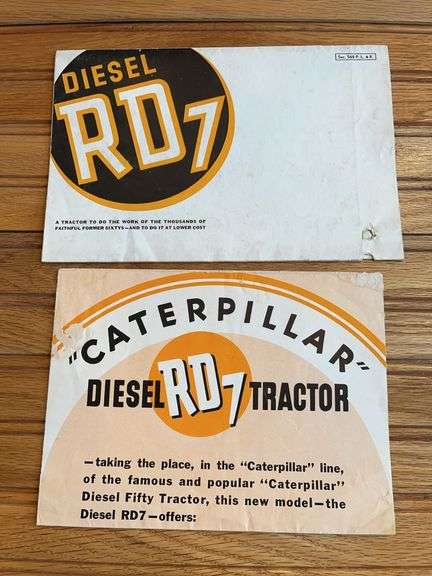 DIESEL
RD7
Sec. 560 P. L. & R.
A TRACTOR TO DO THE WORK OF THE THOUSANDS OF
FAITHFUL FORMER SIXTYS—AND TO DO IT AT LOWER COST
"CATERPILLAR"
DIESEL RD7 TRACTOR
—taking the place, in the "Caterpillar" line,
of the famous and popular "Caterpillar"
Diesel Fifty Tractor, this new model—the
Diesel RD7—offers: